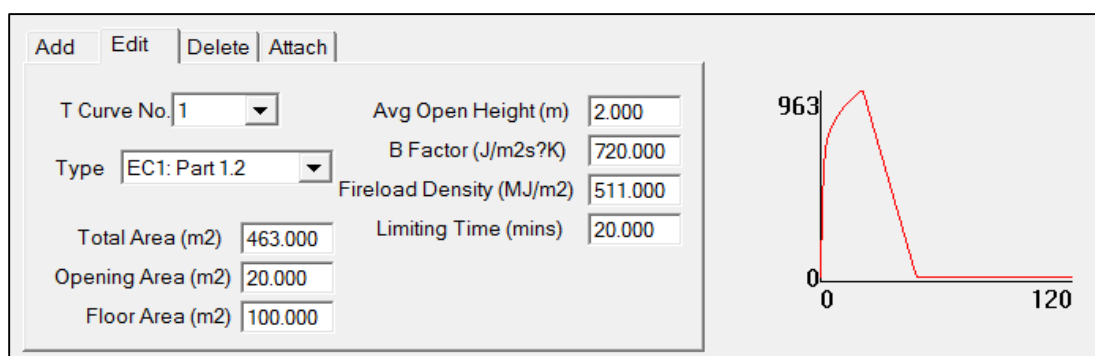 Add Edit Delete Attach
T Curve No. 1
Type EC1: Part 1.2
Total Area (m2) 463.000
Opening Area (m2) 20.000
Floor Area (m2) 100.000
Avg Open Height (m) 2.000
B Factor (J/m2s?K) 720.000
Fireload Density (MJ/m2) 511.000
Limiting Time (mins) 20.000
963
0
0 120